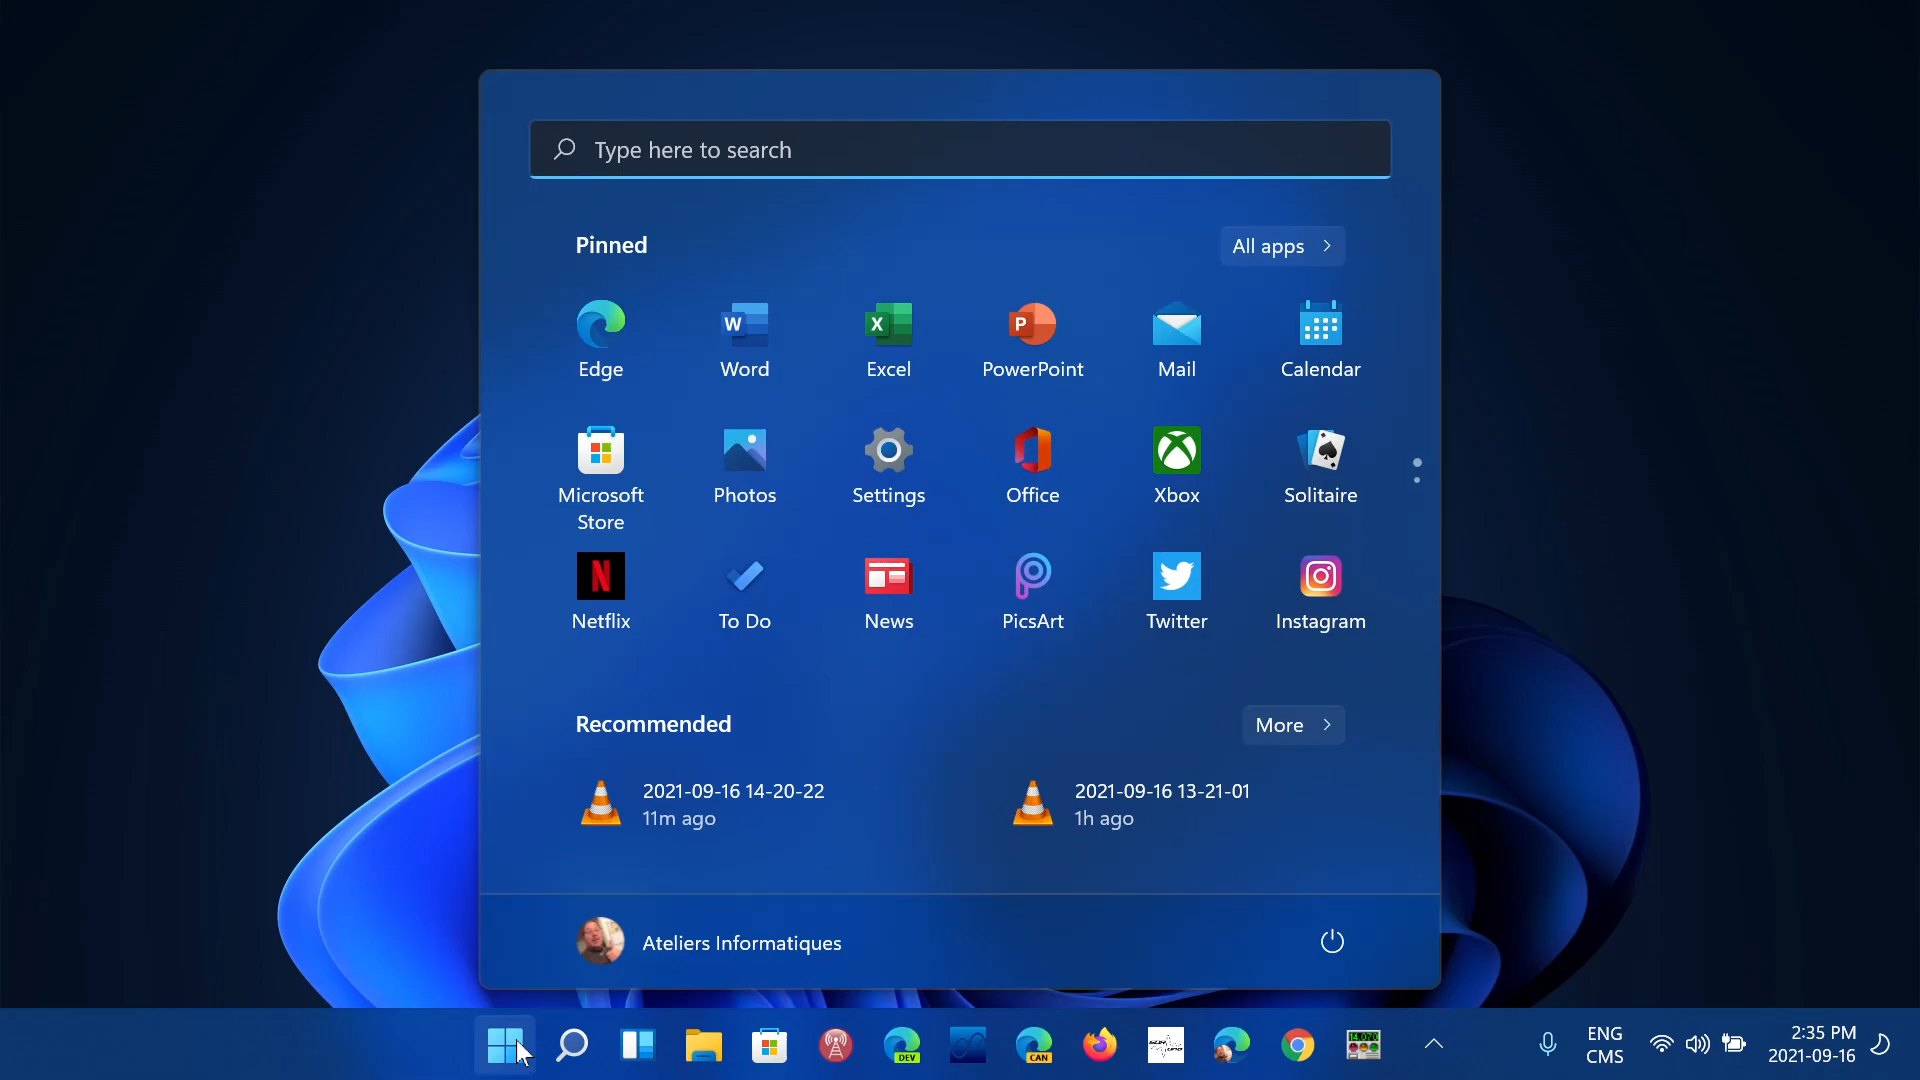 Type here to search
Pinned
All apps
Edge
Word
Excel
PowerPoint
Mail
Calendar
Microsoft
Store
Photos
Settings
Office
Xbox
Solitaire
Netflix
To Do
News
PicsArt
Twitter
Instagram
Recommended
More
2021-09-16 14-20-22
11m ago
2021-09-16 13-21-01
1h ago
Ateliers Informatiques
DEV
CAN
ENG
CMS
2:35 PM
2021-09-16